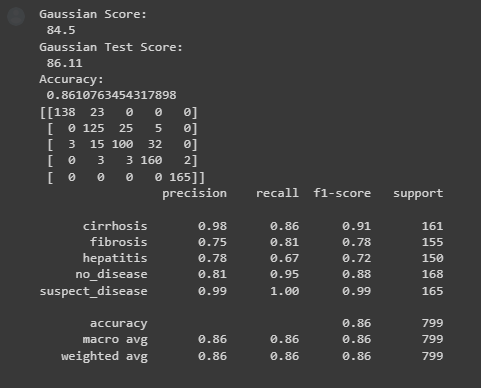 Gaussian Score:
 84.5
Gaussian Test Score:
 86.11
Accuracy:
 0.8610763454317898
[[138  23   0   0   0]
 [  0 125  25   5   0]
 [  3  15 100  32   0]
 [  0   3   3 160   2]
 [  0   0   0   0 165]]
                 precision    recall  f1-score   support

      cirrhosis       0.98      0.86      0.91       161
       fibrosis       0.75      0.81      0.78       155
      hepatitis       0.78      0.67      0.72       150
     no_disease       0.81      0.95      0.88       168
suspect_disease       0.99      1.00      0.99       165

       accuracy                           0.86       799
      macro avg       0.86      0.86      0.86       799
   weighted avg       0.86      0.86      0.86       799